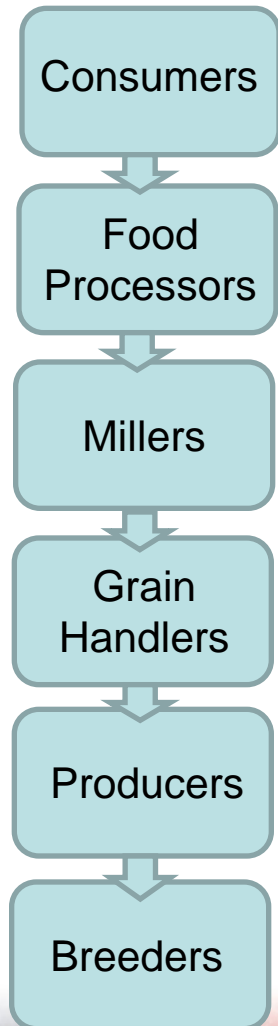 Consumers
Food
Processors
Millers
Grain
Handlers
Producers
Breeders